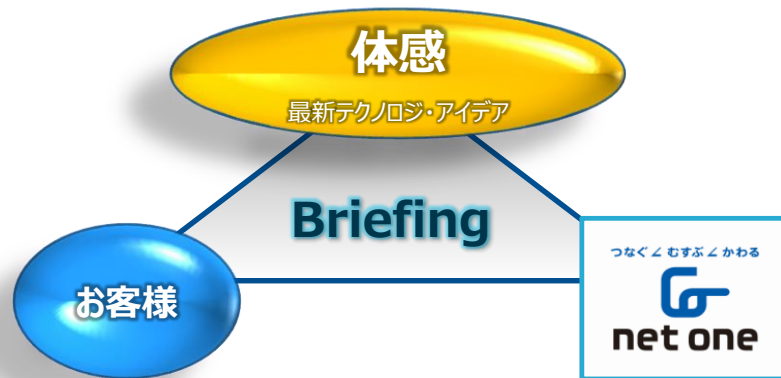 体感
最新テクノロジ・アイデア
Briefing
お客様
つなぐ∠むすぶ∠かわる
net one